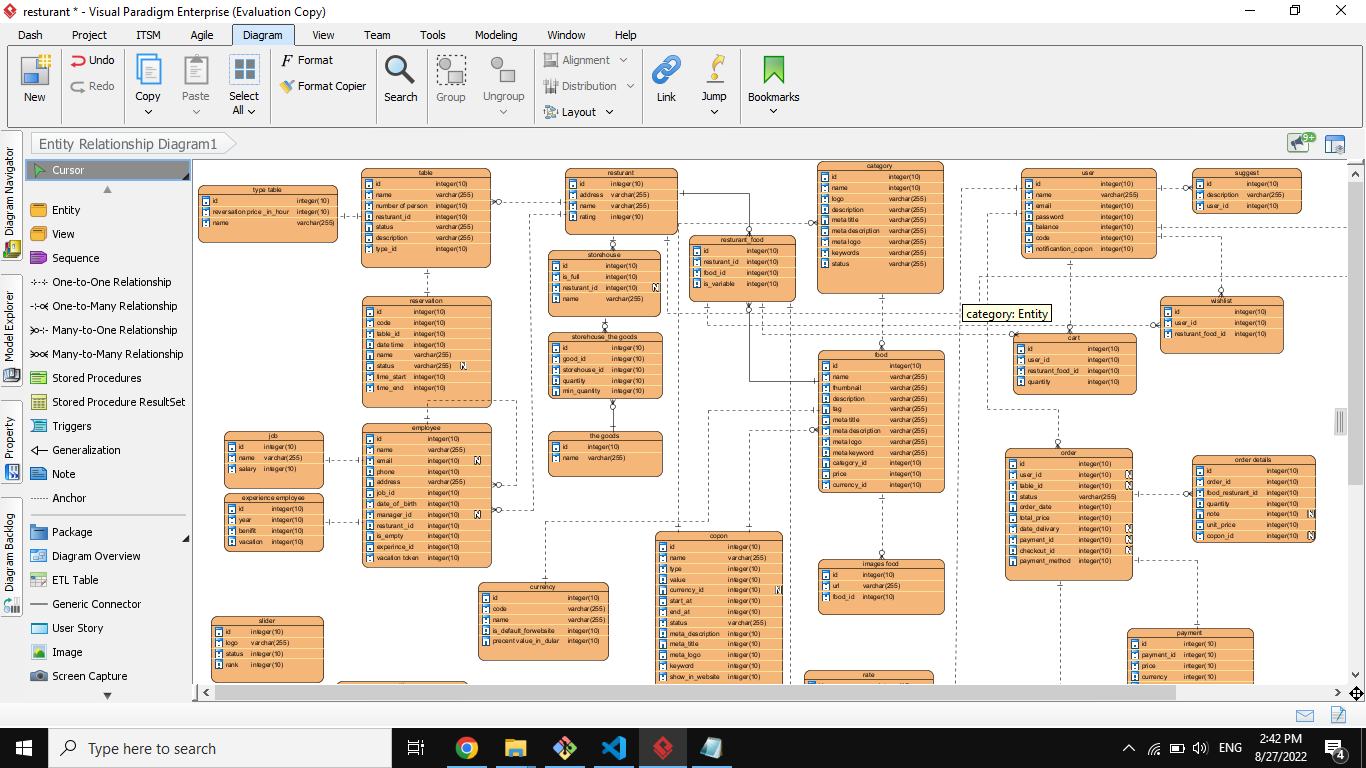 resturant * - Visual Paradigm Enterprise (Evaluation Copy)
Dash Project ITSM Agile Diagram View Team Tools Modeling Window Help
New
Undo
Redo
Copy
Paste
Select All
Format
Format Copier
Search
Group
Ungroup
Alignment
Distribution
Layout
Link
Jump
Bookmarks
Diagram Navigator
Model Explorer
Property
Diagram Backlog
Entity Relationship Diagram1
9+
Cursor
Entity
View
Sequence
One-to-One Relationship
One-to-Many Relationship
Many-to-One Relationship
Many-to-Many Relationship
Stored Procedures
Stored Procedure ResultSet
Triggers
Generalization
Note
Anchor
Package
Diagram Overview
ETL Table
Generic Connector
User Story
Image
Screen Capture
type table
id integer(10)
reversation price _in_hour integer(10)
name varchar(255)
table
id integer(10)
name varchar(255)
number of person integer(10)
resturant_id integer(10)
status varchar(255)
description varchar(255)
type_id integer(10)
resturant
id integer(10)
address varchar(255)
name varchar(255)
rating integer(10)
category
id integer(10)
name integer(10)
logo varchar(255)
description varchar(255)
meta title varchar(255)
meta description varchar(255)
meta logo varchar(255)
keywords varchar(255)
status varchar(255)
user
id integer(10)
name varchar(255)
email integer(10)
password integer(10)
balance integer(10)
code integer(10)
notificantion_copon integer(10)
suggest
id integer(10)
description varchar(255)
user_id integer(10)
resturant_food
id integer(10)
resturant_id integer(10)
food_id integer(10)
is_variable integer(10)
storehouse
id integer(10)
is_full integer(10)
resturant_id integer(10) N
name varchar(255)
reservation
id integer(10)
code integer(10)
table_id integer(10)
date time integer(10)
name varchar(255)
status varchar(255) N
time_start integer(10)
time_end integer(10)
category: Entity
wishlist
id integer(10)
user_id integer(10)
resturant_food_id integer(10)
storehouse_the goods
id integer(10)
good_id integer(10)
storehouse_id integer(10)
quantity integer(10)
min_quantity integer(10)
cart
id integer(10)
user_id integer(10)
resturant_food_id integer(10)
quantity integer(10)
food
id integer(10)
name varchar(255)
thumbnail varchar(255)
description varchar(255)
tag varchar(255)
meta title varchar(255)
meta description varchar(255)
meta logo varchar(255)
meta keyword varchar(255)
category_id integer(10)
price integer(10)
currency_id integer(10)
job
id integer(10)
name varchar(255)
salary integer(10)
employee
id integer(10)
name varchar(255)
email integer(10) N
phone integer(10)
address varchar(255)
job_id integer(10)
date_of_birth integer(10)
manager_id integer(10) N
resturant_id integer(10)
is_empty integer(10)
experince_id integer(10)
vacation token integer(10)
the goods
id integer(10)
name varchar(255)
order
id integer(10)
user_id integer(10) N
table_id integer(10) N
status varchar(255)
order_date integer(10)
total_price integer(10)
date_delivery integer(10) N
payment_id integer(10) N
checkout_id integer(10) N
payment_method integer(10)
order details
id integer(10)
order_id integer(10)
food_resturant_id integer(10)
quantity integer(10)
note integer(10) N
unit_price integer(10)
copon_id integer(10) N
experience employee
id integer(10)
year integer(10)
benifit integer(10)
vacation integer(10)
copon
id integer(10)
name varchar(255)
type integer(10)
value integer(10)
currency_id integer(10) N
start_at integer(10)
end_at integer(10)
status varchar(255)
meta_description integer(10)
meta_title integer(10)
meta_logo integer(10)
keyword integer(10)
show_in_website integer(10)
images food
id integer(10)
url varchar(255)
food_id integer(10)
currency
id integer(10)
code varchar(255)
name varchar(255)
is_default_forwebsite integer(10)
precent value_in_dular integer(10)
slider
id integer(10)
logo varchar(255)
status integer(10)
rank integer(10)
payment
id integer(10)
payment_id integer(10)
price integer(10)
currency integer(10)
rate
Type here to search
ENG
2:42 PM
8/27/2022
4